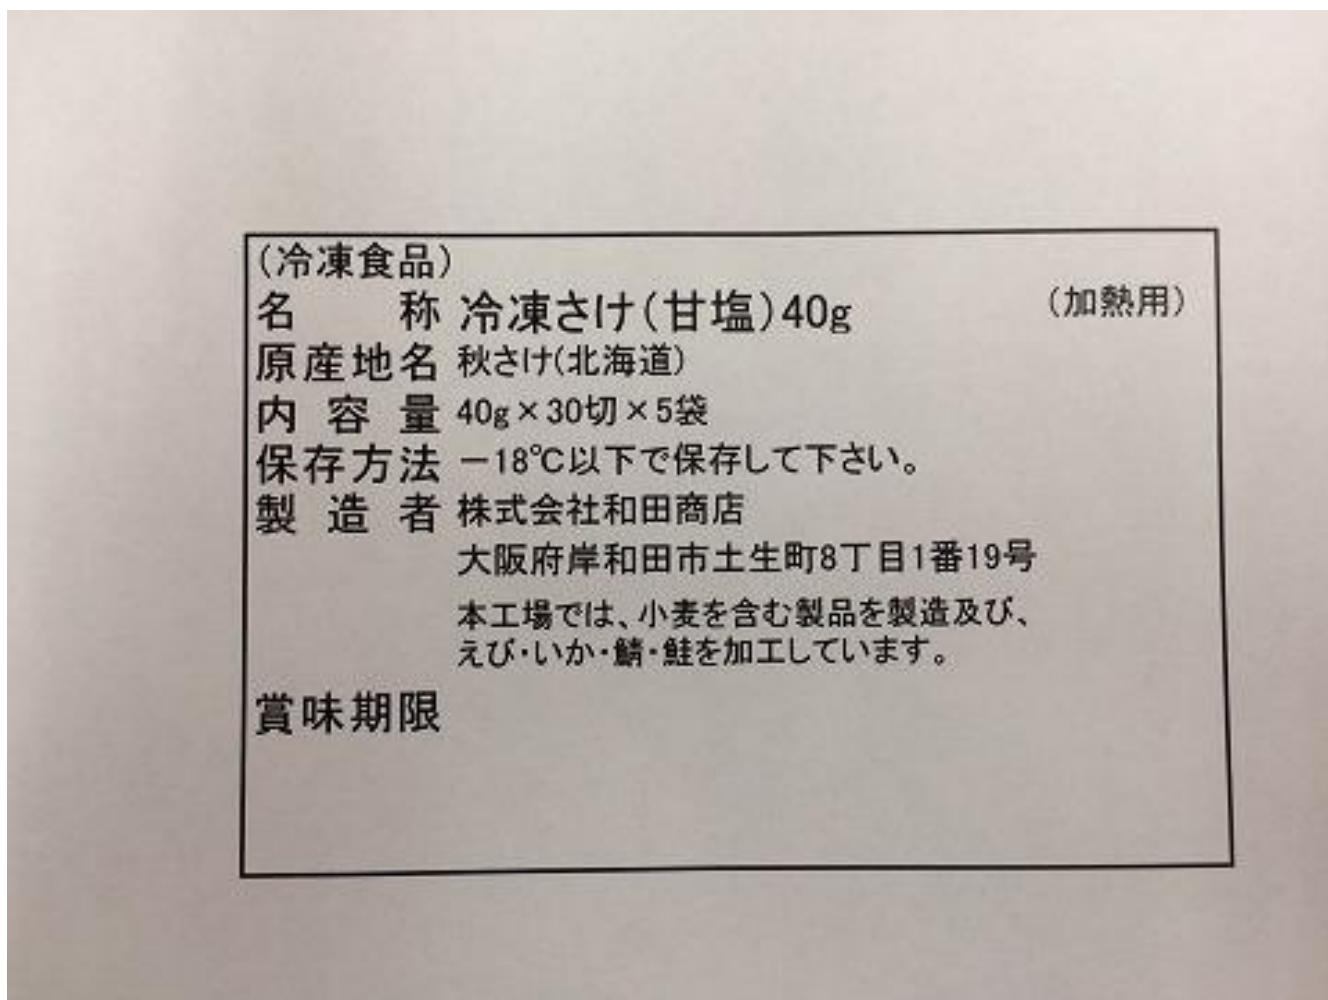 (冷凍食品)
名　称 冷凍さけ(甘塩)40g (加熱用)
原産地名 秋さけ(北海道)
内容量 40g×30切×5袋
保存方法 －18℃以下で保存して下さい。
製造者 株式会社和田商店
大阪府岸和田市土生町8丁目1番19号
本工場では、小麦を含む製品を製造及び、
えび・いか・鯖・鮭を加工しています。
賞味期限